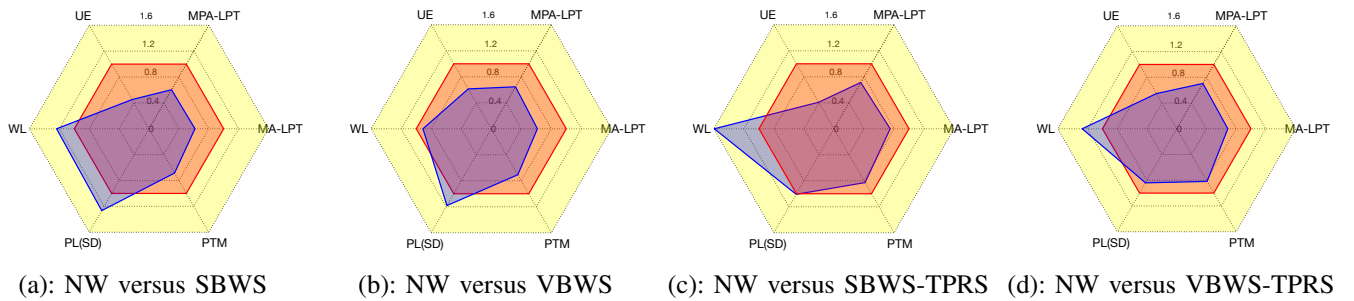 UE 1.6 MPA-LPT
1.2
0.8
0.4
WL 0 MA-LPT
PL(SD) PTM
(a): NW versus SBWS
UE 1.6 MPA-LPT
1.2
0.8
0.4
WL 0 MA-LPT
PL(SD) PTM
(b): NW versus VBWS
UE 1.6 MPA-LPT
1.2
0.8
0.4
WL 0 MA-LPT
PL(SD) PTM
(c): NW versus SBWS-TPRS
UE 1.6 MPA-LPT
1.2
0.8
0.4
WL 0 MA-LPT
PL(SD) PTM
(d): NW versus VBWS-TPRS